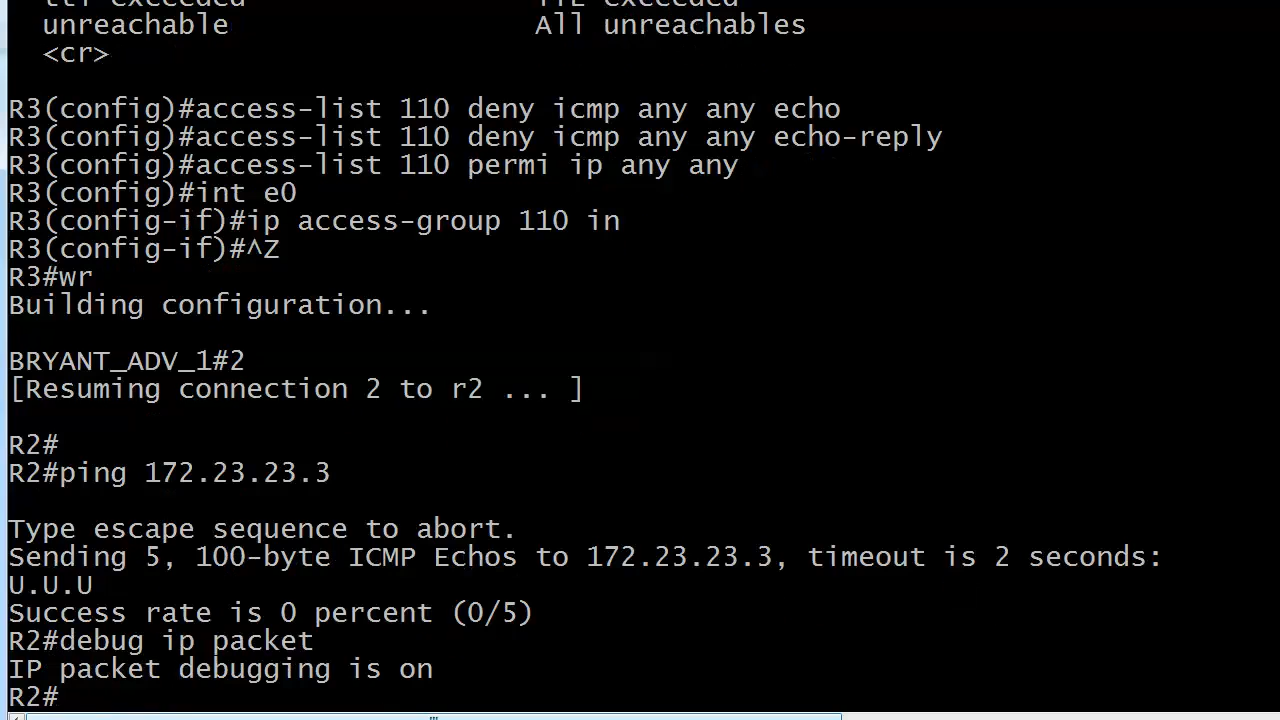 ttl-exceeded TTL exceeded
unreachable All unreachables
<cr>
R3(config)#access-list 110 deny icmp any any echo
R3(config)#access-list 110 deny icmp any any echo-reply
R3(config)#access-list 110 permi ip any any
R3(config)#int e0
R3(config-if)#ip access-group 110 in
R3(config-if)#^Z
R3#wr
Building configuration...
BRYANT_ADV_1#2
[Resuming connection 2 to r2 ... ]
R2#
R2#ping 172.23.23.3
Type escape sequence to abort.
Sending 5, 100-byte ICMP Echos to 172.23.23.3, timeout is 2 seconds:
U.U.U
Success rate is 0 percent (0/5)
R2#debug ip packet
IP packet debugging is on
R2#